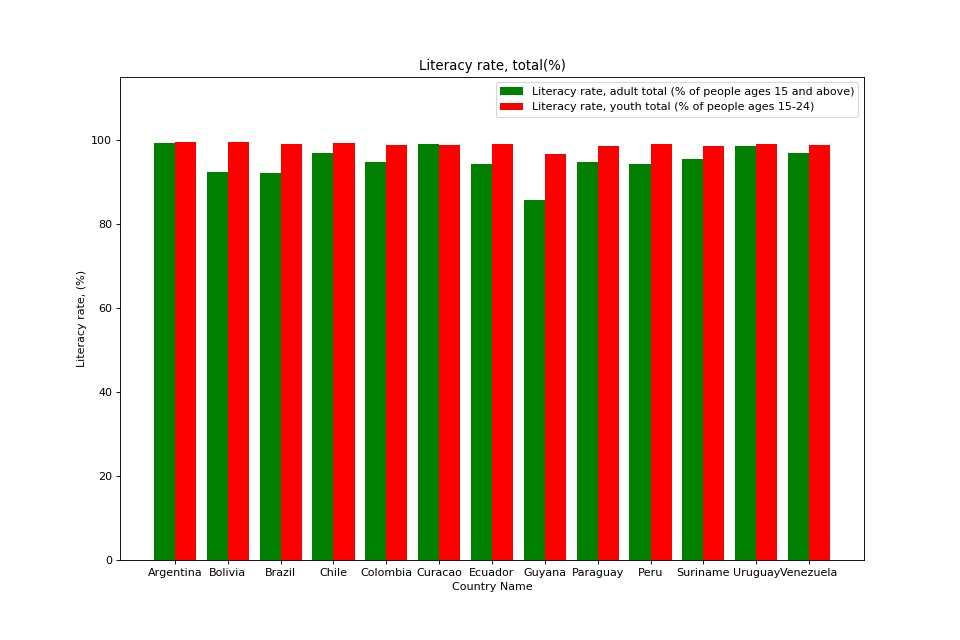 Literacy rate, total(%)
Literacy rate, adult total (% of people ages 15 and above)
Literacy rate, youth total (% of people ages 15-24)
100
80
60
40
20
0
Literacy rate, (%)
Argentina Bolivia Brazil Chile Colombia Curacao Ecuador Guyana Paraguay Peru Suriname Uruguay Venezuela
Country Name